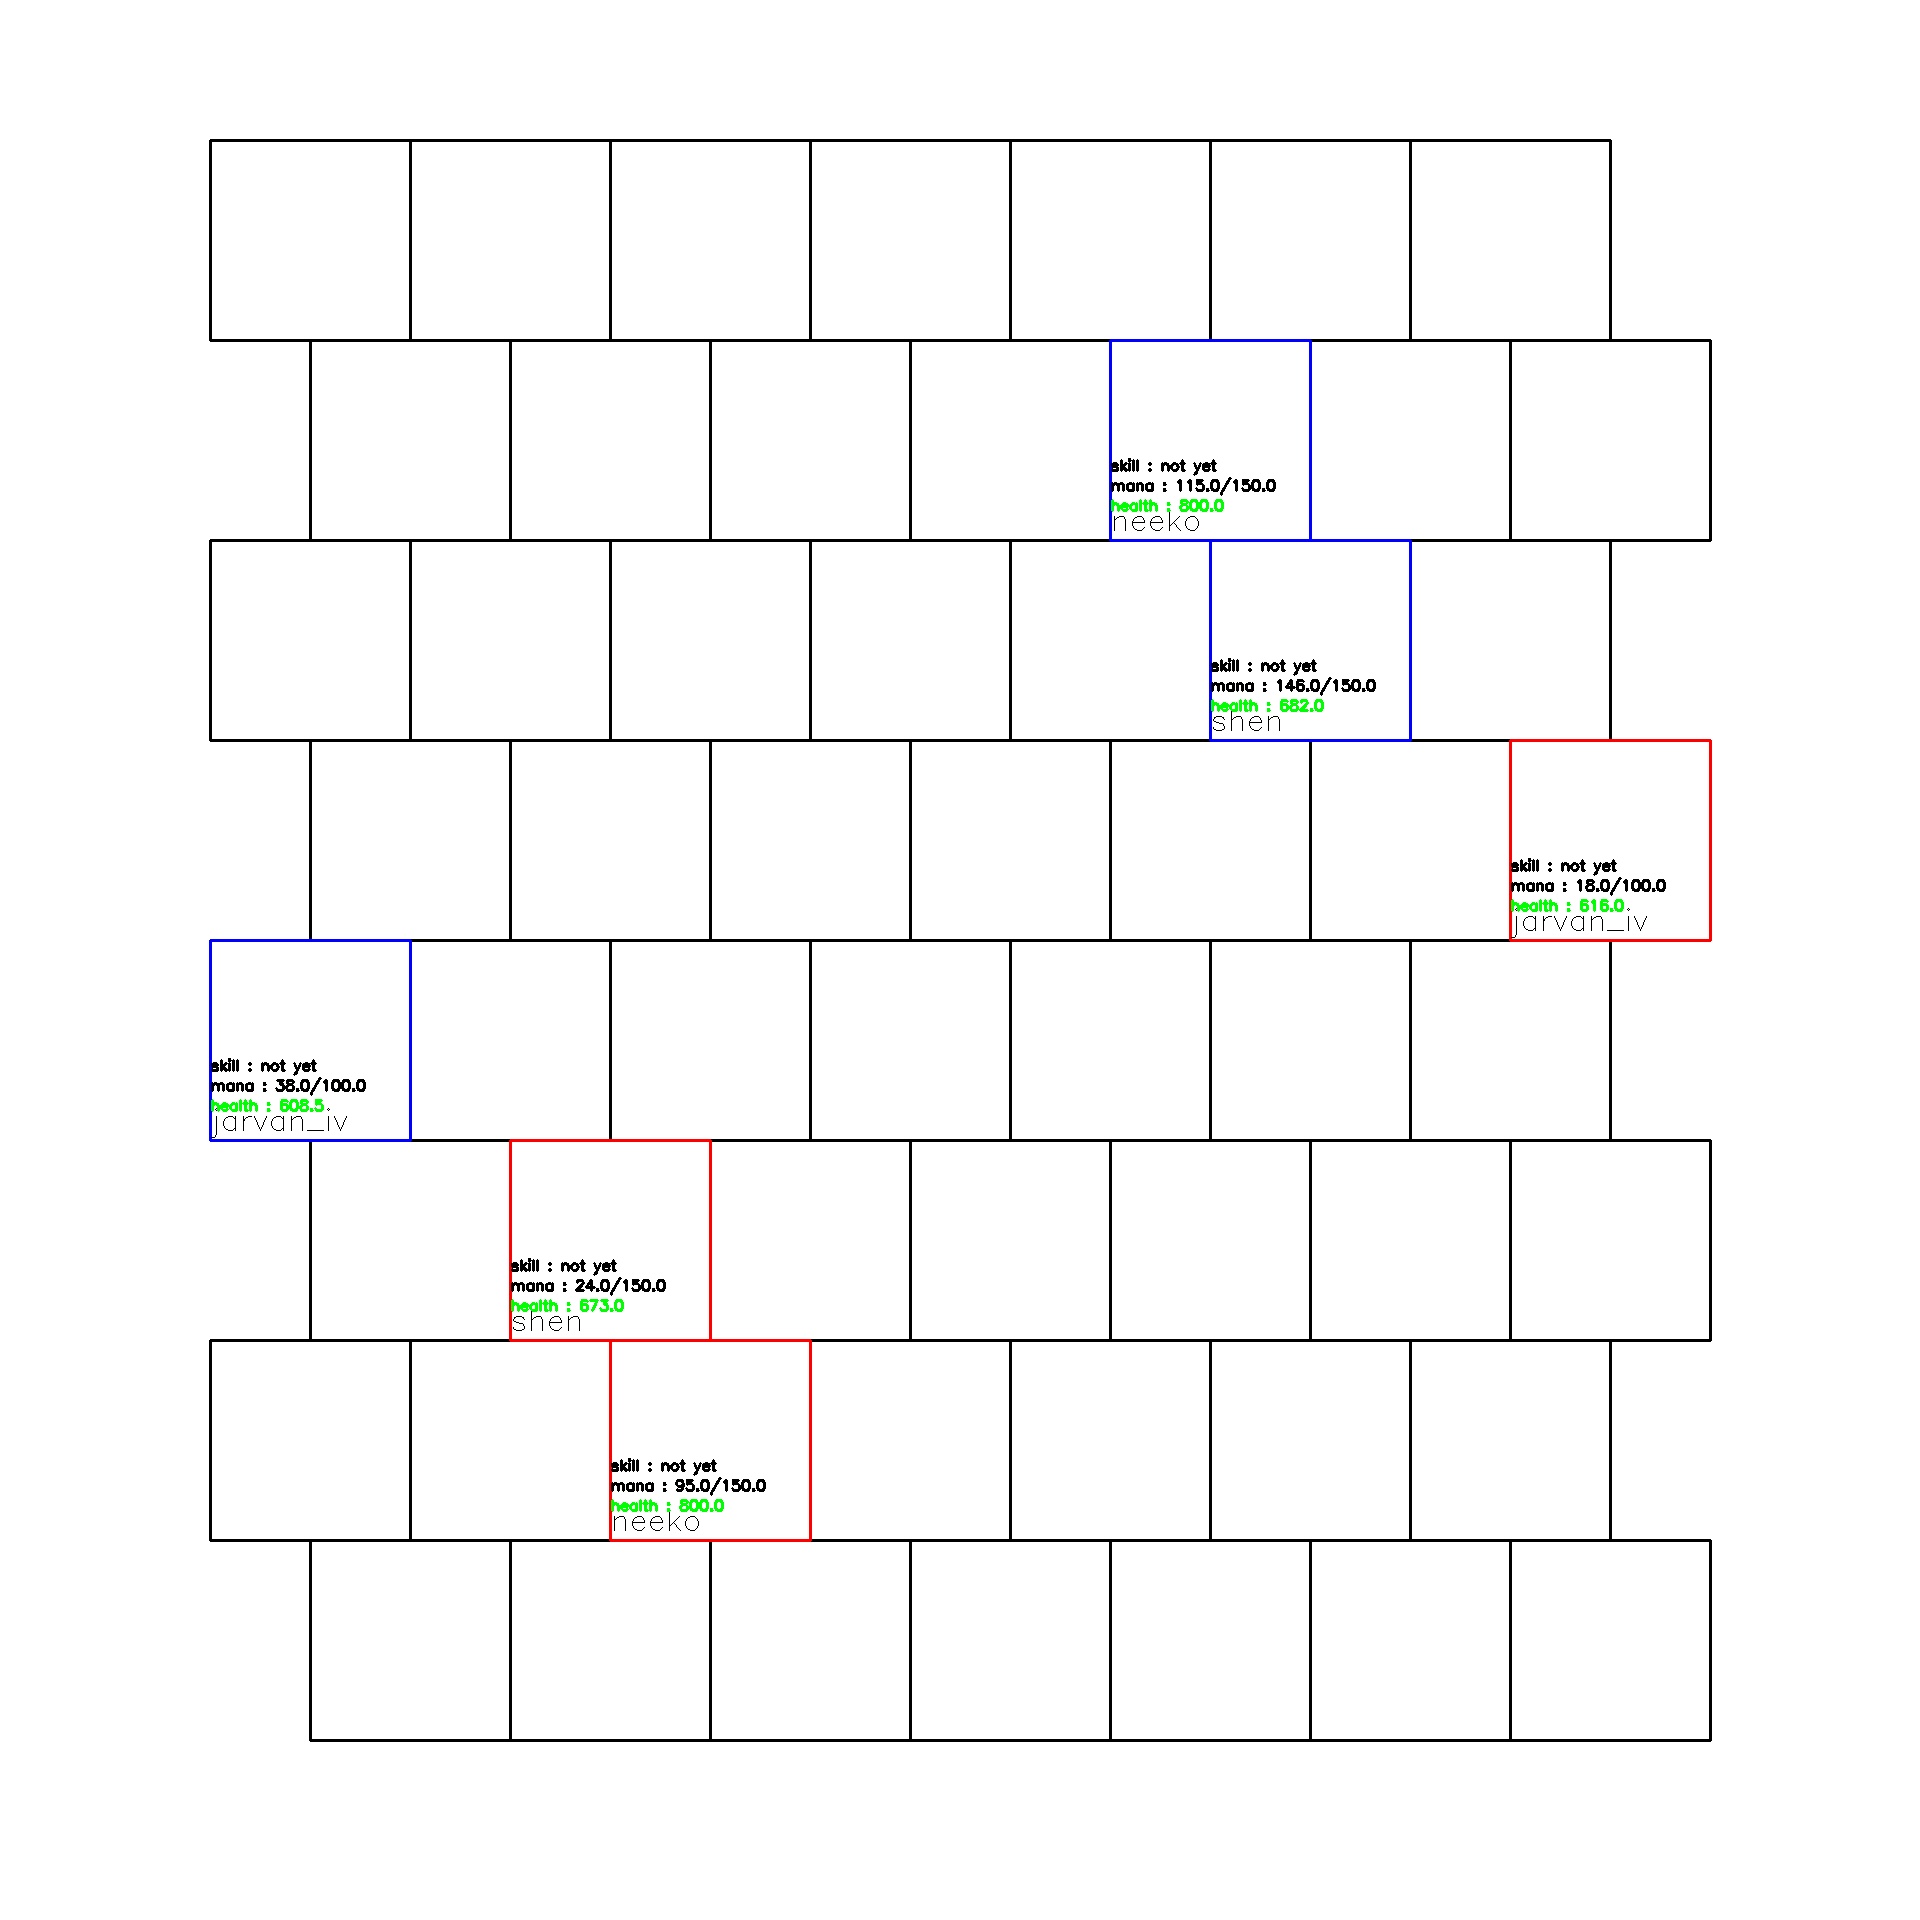 skill : not yet
mana : 115.0/150.0
health : 800.0
neeko
skill : not yet
mana : 146.0/150.0
health : 682.0
shen
skill : not yet
mana : 18.0/100.0
health : 616.0
jarvan_iv
skill : not yet
mana : 38.0/100.0
health : 608.5
jarvan_iv
skill : not yet
mana : 24.0/150.0
health : 673.0
shen
skill : not yet
mana : 95.0/150.0
health : 800.0
neeko